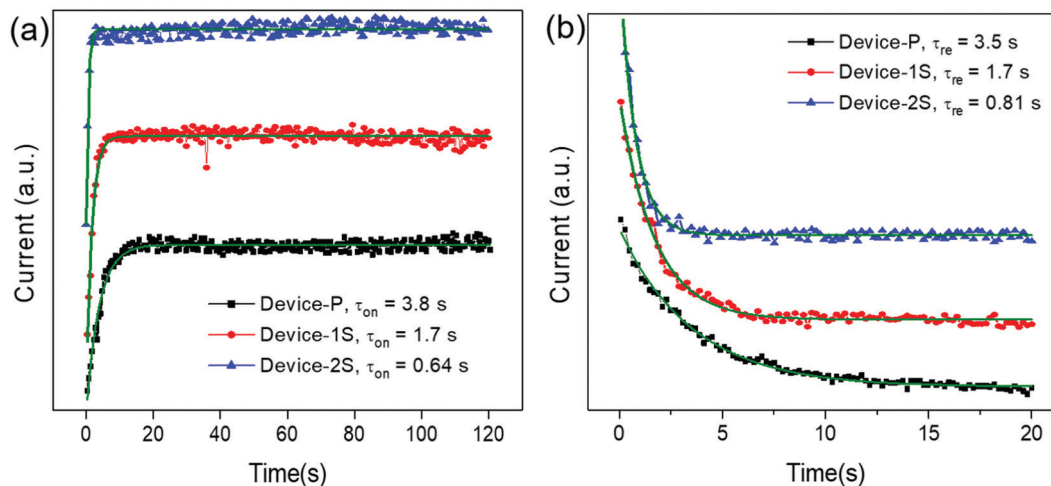 (a)
Current (a.u.)
Device-P, τon = 3.8 s
Device-1S, τon = 1.7 s
Device-2S, τon = 0.64 s
0 20 40 60 80 100 120
Time(s)
(b)
Current (a.u.)
Device-P, τre = 3.5 s
Device-1S, τre = 1.7 s
Device-2S, τre = 0.81 s
0 5 10 15 20
Time(s)